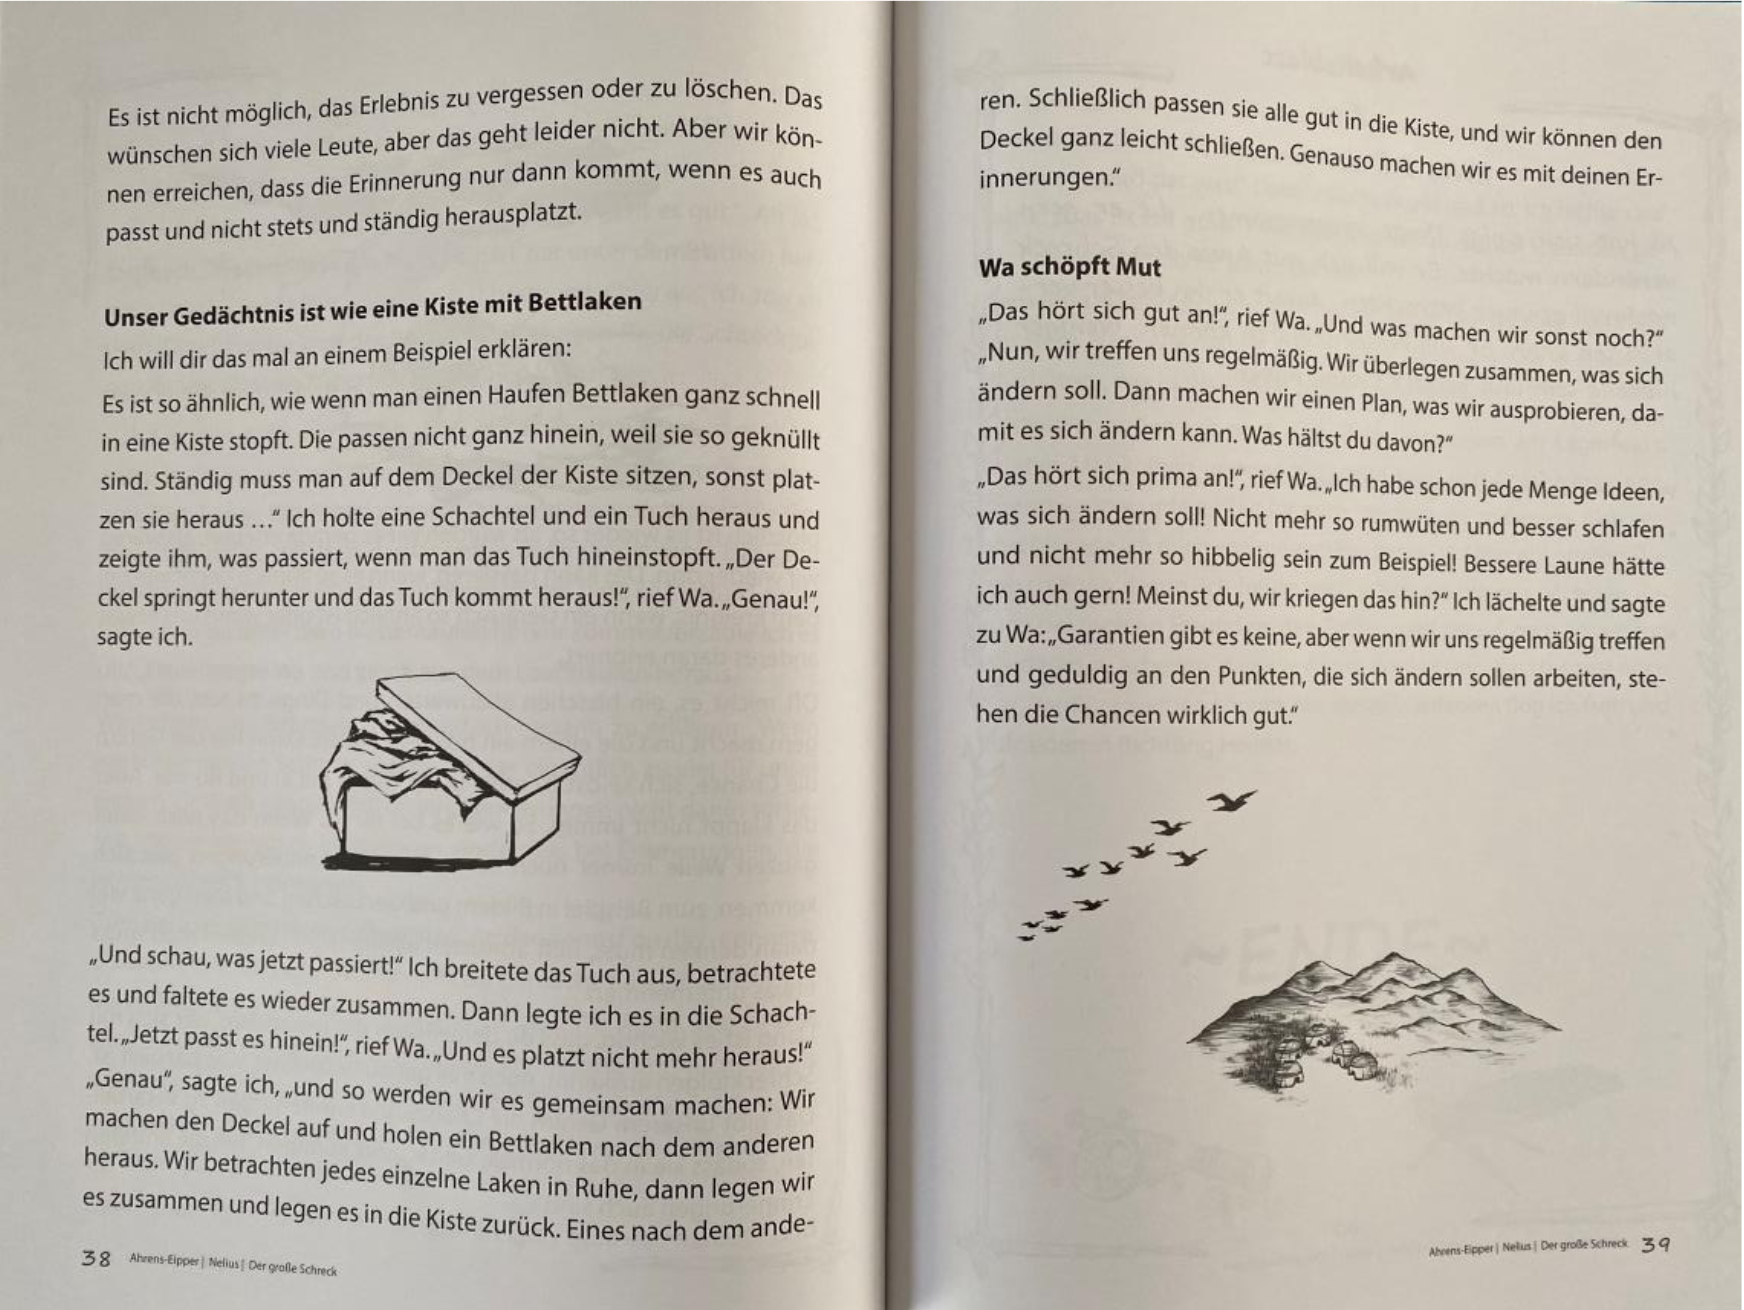 Es ist nicht möglich, das Erlebnis zu vergessen oder zu löschen. Das
wünschen sich viele Leute, aber das geht leider nicht. Aber wir kön-
nen erreichen, dass die Erinnerung nur dann kommt, wenn es auch
passt und nicht stets und ständig herausplatzt.
Unser Gedächtnis ist wie eine Kiste mit Bettlaken
Ich will dir das mal an einem Beispiel erklären:
Es ist so ähnlich, wie wenn man einen Haufen Bettlaken ganz schnell
in eine Kiste stopft. Die passen nicht ganz hinein, weil sie so geknüllt
sind. Ständig muss man auf dem Deckel der Kiste sitzen, sonst plat-
zen sie heraus …“ Ich holte eine Schachtel und ein Tuch heraus und
zeigte ihm, was passiert, wenn man das Tuch hineinstopft. „Der De-
ckel springt herunter und das Tuch kommt heraus!“, rief Wa. „Genau!“,
sagte ich.
„Und schau, was jetzt passiert!“ Ich breitete das Tuch aus, betrachtete
es und faltete es wieder zusammen. Dann legte ich es in die Schach-
tel. „Jetzt passt es hinein!“, rief Wa. „Und es platzt nicht mehr heraus!“
„Genau“, sagte ich, „und so werden wir es gemeinsam machen: Wir
machen den Deckel auf und holen ein Bettlaken nach dem anderen
heraus. Wir betrachten jedes einzelne Laken in Ruhe, dann legen wir
es zusammen und legen es in die Kiste zurück. Eines nach dem ande-
38 Ahrens-Eipper | Nelius | Der große Schreck
ren. Schließlich passen sie alle gut in die Kiste, und wir können den
Deckel ganz leicht schließen. Genauso machen wir es mit deinen Er-
innerungen.“
Wa schöpft Mut
„Das hört sich gut an!“, rief Wa. „Und was machen wir sonst noch?“
„Nun, wir treffen uns regelmäßig. Wir überlegen zusammen, was sich
ändern soll. Dann machen wir einen Plan, was wir ausprobieren, da-
mit es sich ändern kann. Was hältst du davon?“
„Das hört sich prima an!“, rief Wa. „Ich habe schon jede Menge Ideen,
was sich ändern soll! Nicht mehr so rumwüten und besser schlafen
und nicht mehr so hibbelig sein zum Beispiel! Bessere Laune hätte
ich auch gern! Meinst du, wir kriegen das hin?“ Ich lächelte und sagte
zu Wa: „Garantien gibt es keine, aber wenn wir uns regelmäßig treffen
und geduldig an den Punkten, die sich ändern sollen arbeiten, ste-
hen die Chancen wirklich gut.“
~ENDE~
Ahrens-Eipper | Nelius | Der große Schreck 39